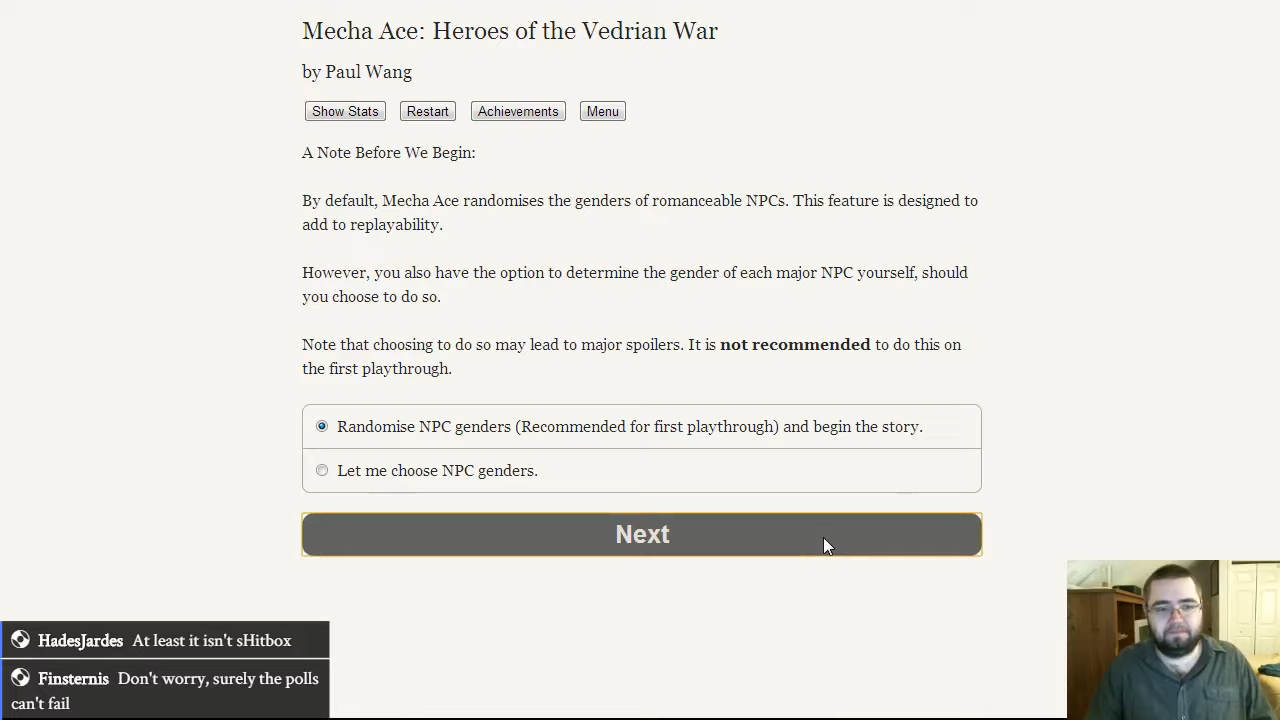 Mecha Ace: Heroes of the Vedrian War
by Paul Wang
Show Stats
Restart
Achievements
Menu
A Note Before We Begin:
By default, Mecha Ace randomises the genders of romanceable NPCs. This feature is designed to
add to replayability.
However, you also have the option to determine the gender of each major NPC yourself, should
you choose to do so.
Note that choosing to do so may lead to major spoilers. It is not recommended to do this on
the first playthrough.
Randomise NPC genders (Recommended for first playthrough) and begin the story.
Let me choose NPC genders.
Next
HadesJardes At least it isn't sHitbox
Finsternis Don't worry, surely the polls
can't fail